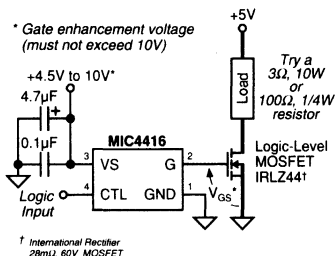 * Gate enhancement voltage
(must not exceed 10V)
+5V
+4.5V to 10V*
4.7µF
+
0.1µF
Load
Try a
3Ω, 10W
or
100Ω, 1/4W
resistor
MIC4416
3
VS
G
2
4
CTL
GND
1
Logic
Input
VGS*
Logic-Level
MOSFET
IRLZ44†
† International Rectifier
28mΩ, 60V MOSFET